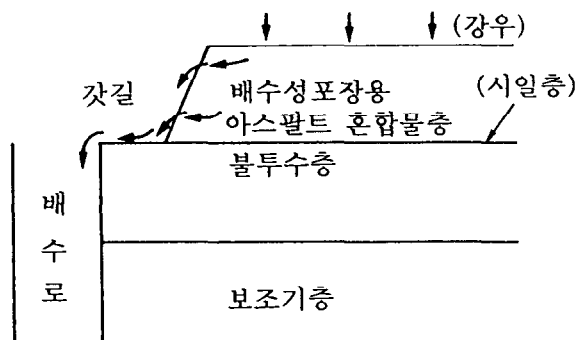 (강우)
갓길
배수성포장용
아스팔트 혼합물층
(시일층)
불투수층
배수로
보조기층